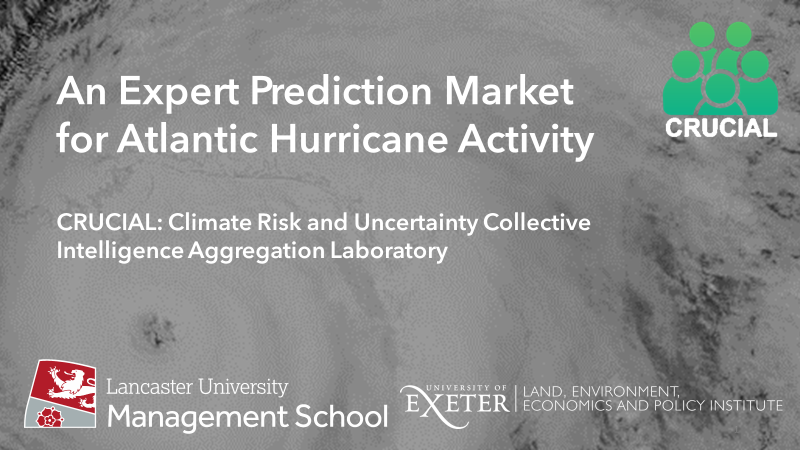 An Expert Prediction Market
for Atlantic Hurricane Activity
CRUCIAL
CRUCIAL: Climate Risk and Uncertainty Collective
Intelligence Aggregation Laboratory
Lancaster University
Management School
UNIVERSITY OF
EXETER
LAND, ENVIRONMENT,
ECONOMICS AND POLICY INSTITUTE